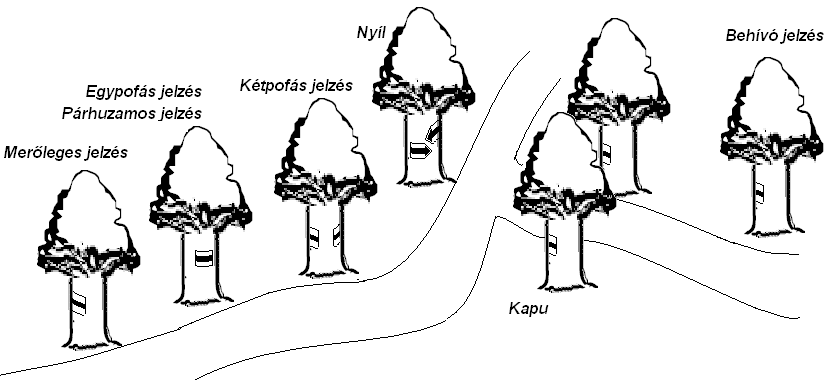 Nyíl
Behívó jelzés
Egypofás jelzés
Párhuzamos jelzés
Kétpofás jelzés
Merőleges jelzés
Kapu